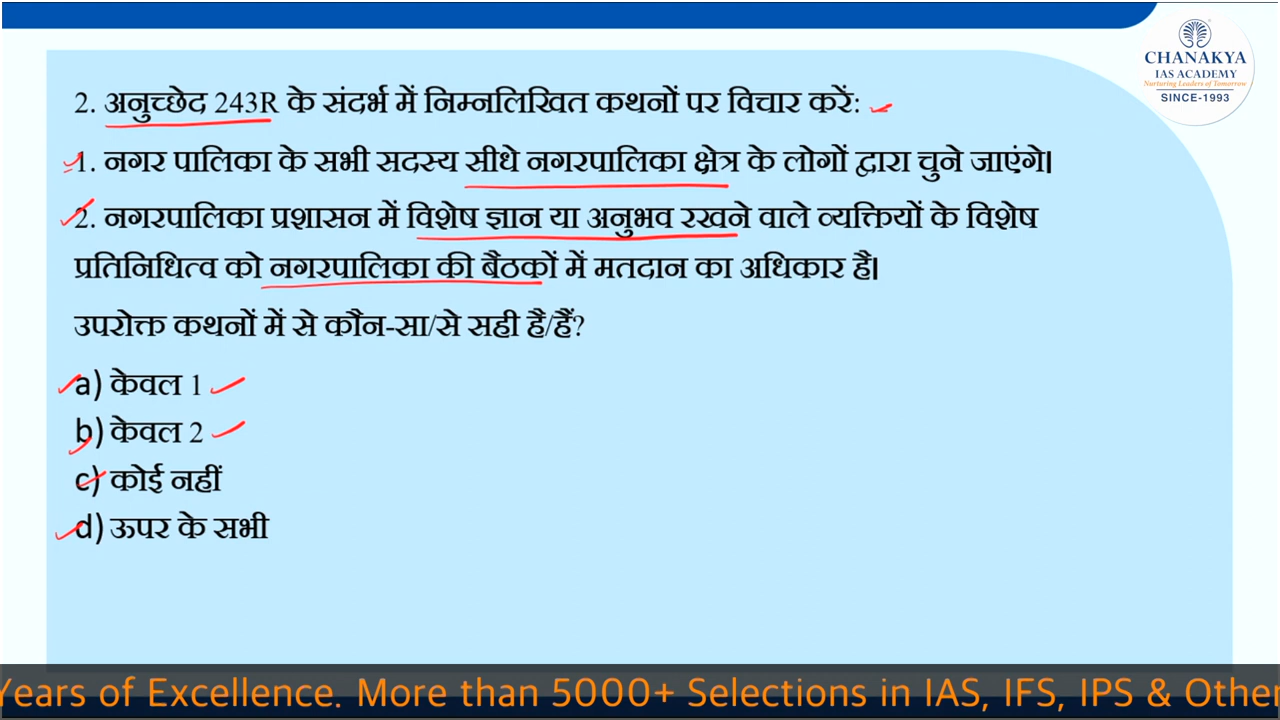 CHANAKYA
IAS ACADEMY
Nurturing Leaders of Tomorrow
SINCE-1993
2. अनुच्छेद 243R के संदर्भ में निम्नलिखित कथनों पर विचार करें:
1. नगर पालिका के सभी सदस्य सीधे नगरपालिका क्षेत्र के लोगों द्वारा चुने जाएंगे।
2. नगरपालिका प्रशासन में विशेष ज्ञान या अनुभव रखने वाले व्यक्तियों के विशेष
प्रतिनिधित्व को नगरपालिका की बैठकों में मतदान का अधिकार है।
उपरोक्त कथनों में से कौन-सा/से सही है/हैं?
a) केवल 1
b) केवल 2
c) कोई नहीं
d) ऊपर के सभी
Years of Excellence. More than 5000+ Selections in IAS, IFS, IPS & Other